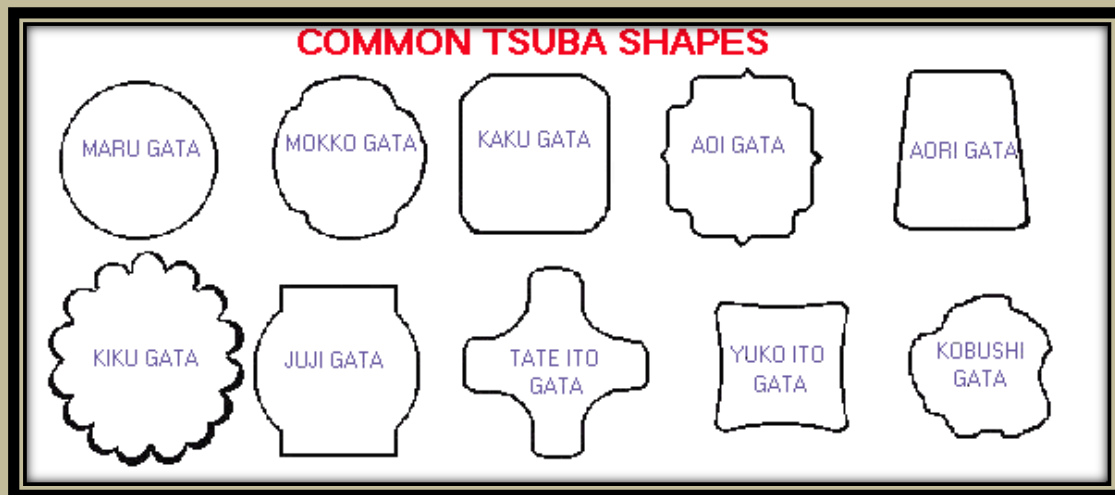 COMMON TSUBA SHAPES
MARU GATA
MOKKO GATA
KAKU GATA
AOI GATA
AORI GATA
KIKU GATA
JUJI GATA
TATE ITO
GATA
YUKO ITO
GATA
KOBUSHI
GATA